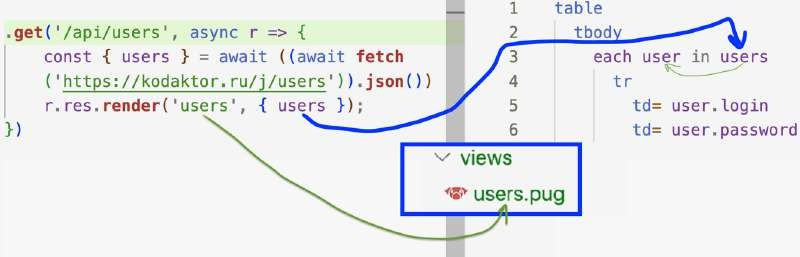 .get('/api/users', async r => {
const { users } = await ((await fetch
('https://kodaktor.ru/j/users')).json())
r.res.render('users', { users });
})
1 table
2 tbody
3 each user in users
4 tr
5 td= user.login
6 td= user.password
views
users.pug